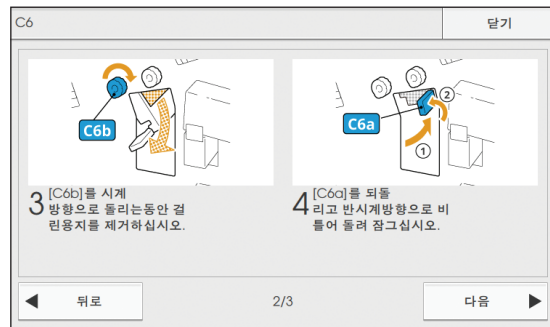 C6
닫기
C6b
C6a
2
1
3
[C6b]를 시계
방향으로 돌리는동안 걸
린용지를 제거하십시오.
4
[C6a]를 되돌
리고 반시계방향으로 비
틀어 돌려 잠그십시오.
◀ 뒤로
2/3
다음 ▶